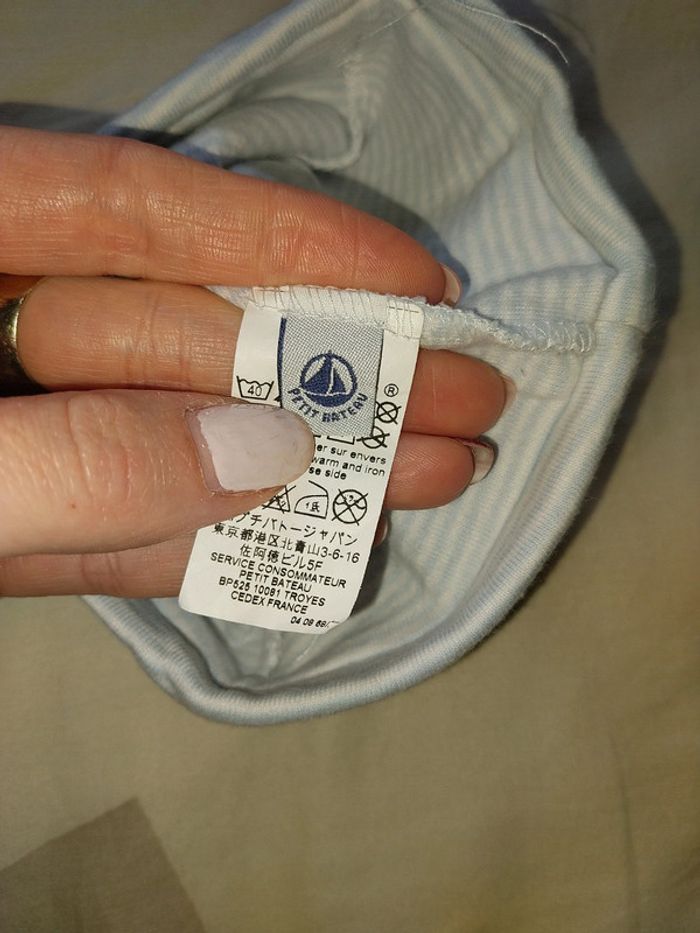 40
PETIT BATEAU
®
er sur envers
warm and iron
se side
チバトージャパン
東京都港区北青山3-6-16
佐阿徳ビル5F
SERVICE CONSOMMATEUR
PETIT BATEAU
BP525 10081 TROYES
CEDEX FRANCE